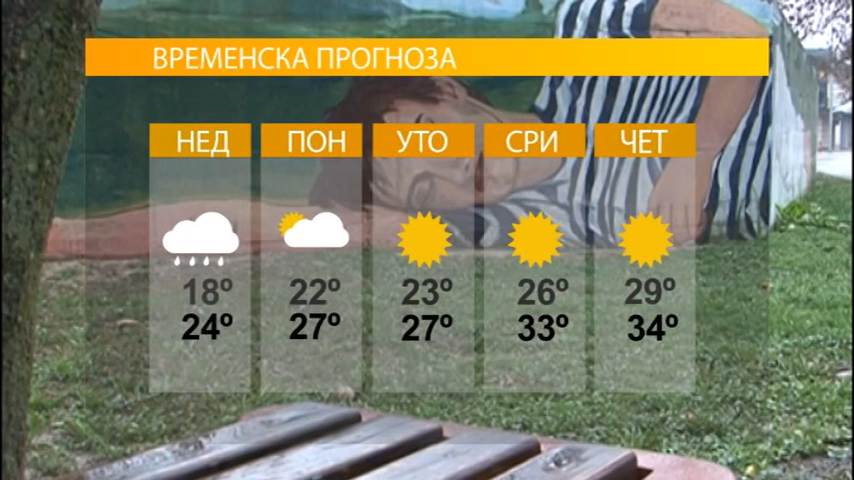 ВРЕМЕНСКА ПРОГНОЗА
НЕД ПОН УТО СРИ ЧЕТ
18º 22º 23º 26º 29º
24º 27º 27º 33º 34º